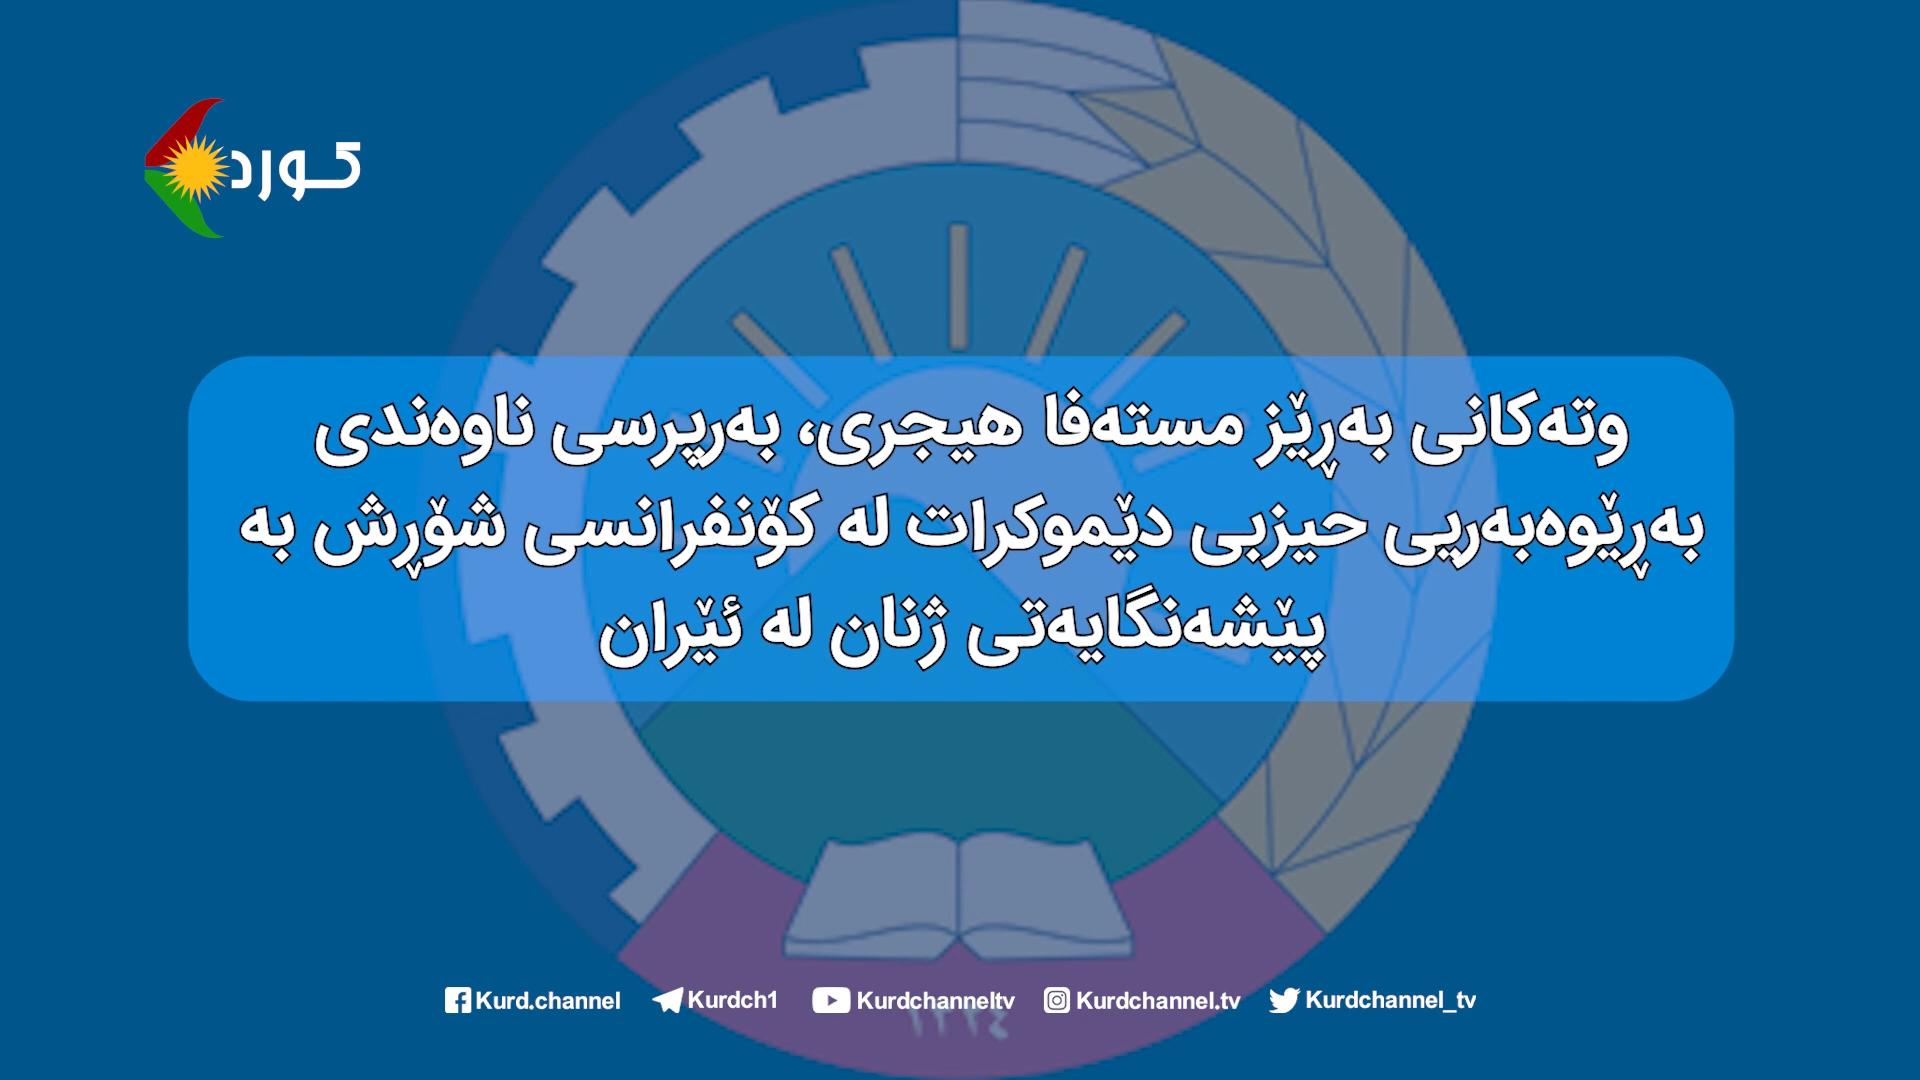 کورد
وتەکانی بەڕێز مستەفا هیجری، بەرپرسی ناوەندی
بەڕێوەبەریی حیزبی دێموکرات لە کۆنفرانسی شۆڕش بە
پێشەنگایەتی ژنان لە ئێران
Kurd.channel Kurdch1 Kurdchanneltv Kurdchannel.tv Kurdchannel_tv
١٣٢٤